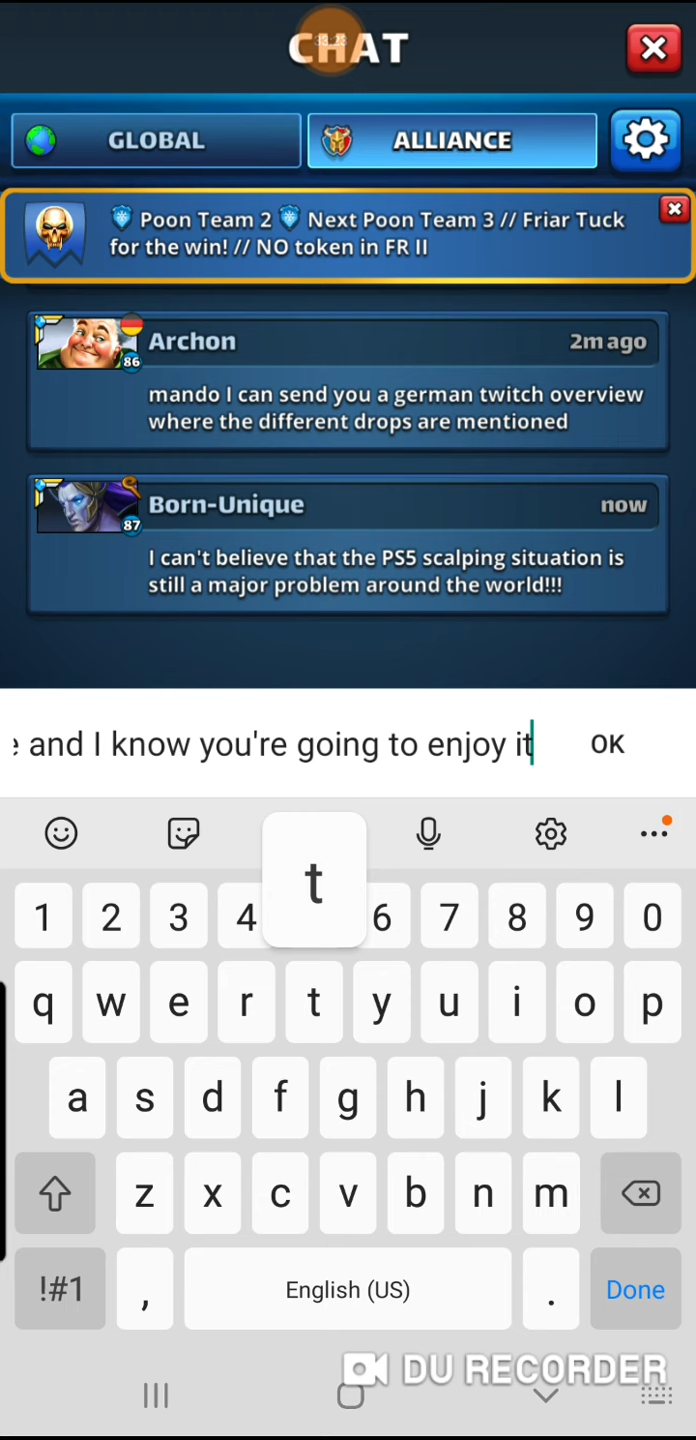 CHAT
33:23
GLOBAL
ALLIANCE
Poon Team 2 Next Poon Team 3 // Friar Tuck
for the win! // NO token in FR II
Archon
2m ago
86
mando I can send you a german twitch overview
where the different drops are mentioned
Born-Unique
now
87
I can't believe that the PS5 scalping situation is
still a major problem around the world!!!
and I know you're going to enjoy it
OK
t
1 2 3 4 6 7 8 9 0
q w e r t y u i o p
a s d f g h j k l
z x c v b n m
!#1 , English (US) . Done
DU RECORDER